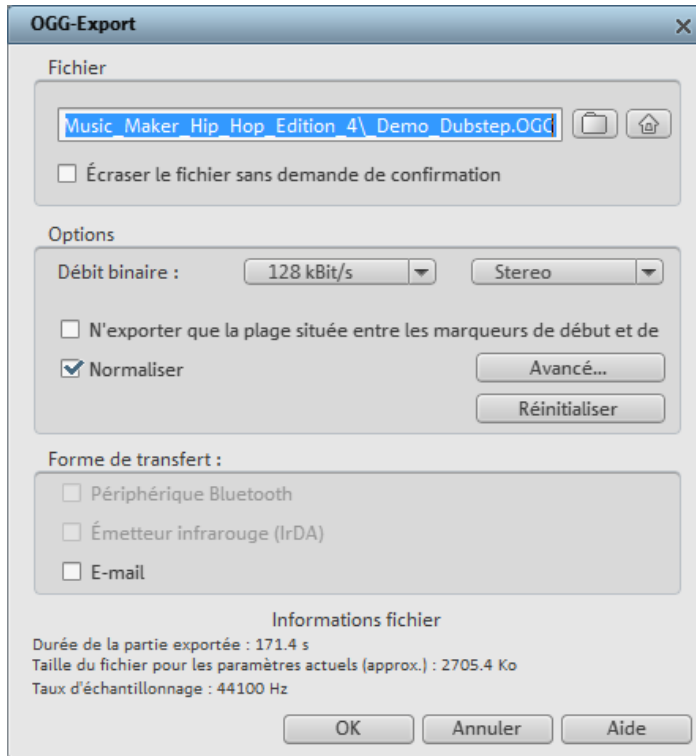 OGG-Export
Fichier
Music_Maker_Hip_Hop_Edition_4\_Demo_Dubstep.OGG
Écraser le fichier sans demande de confirmation
Options
Débit binaire : 128 kBit/s Stereo
N'exporter que la plage située entre les marqueurs de début et de
Normaliser Avancé...
Réinitialiser
Forme de transfert :
Périphérique Bluetooth
Émetteur infrarouge (IrDA)
E-mail
Informations fichier
Durée de la partie exportée : 171.4 s
Taille du fichier pour les paramètres actuels (approx.) : 2705.4 Ko
Taux d'échantillonnage : 44100 Hz
OK Annuler Aide